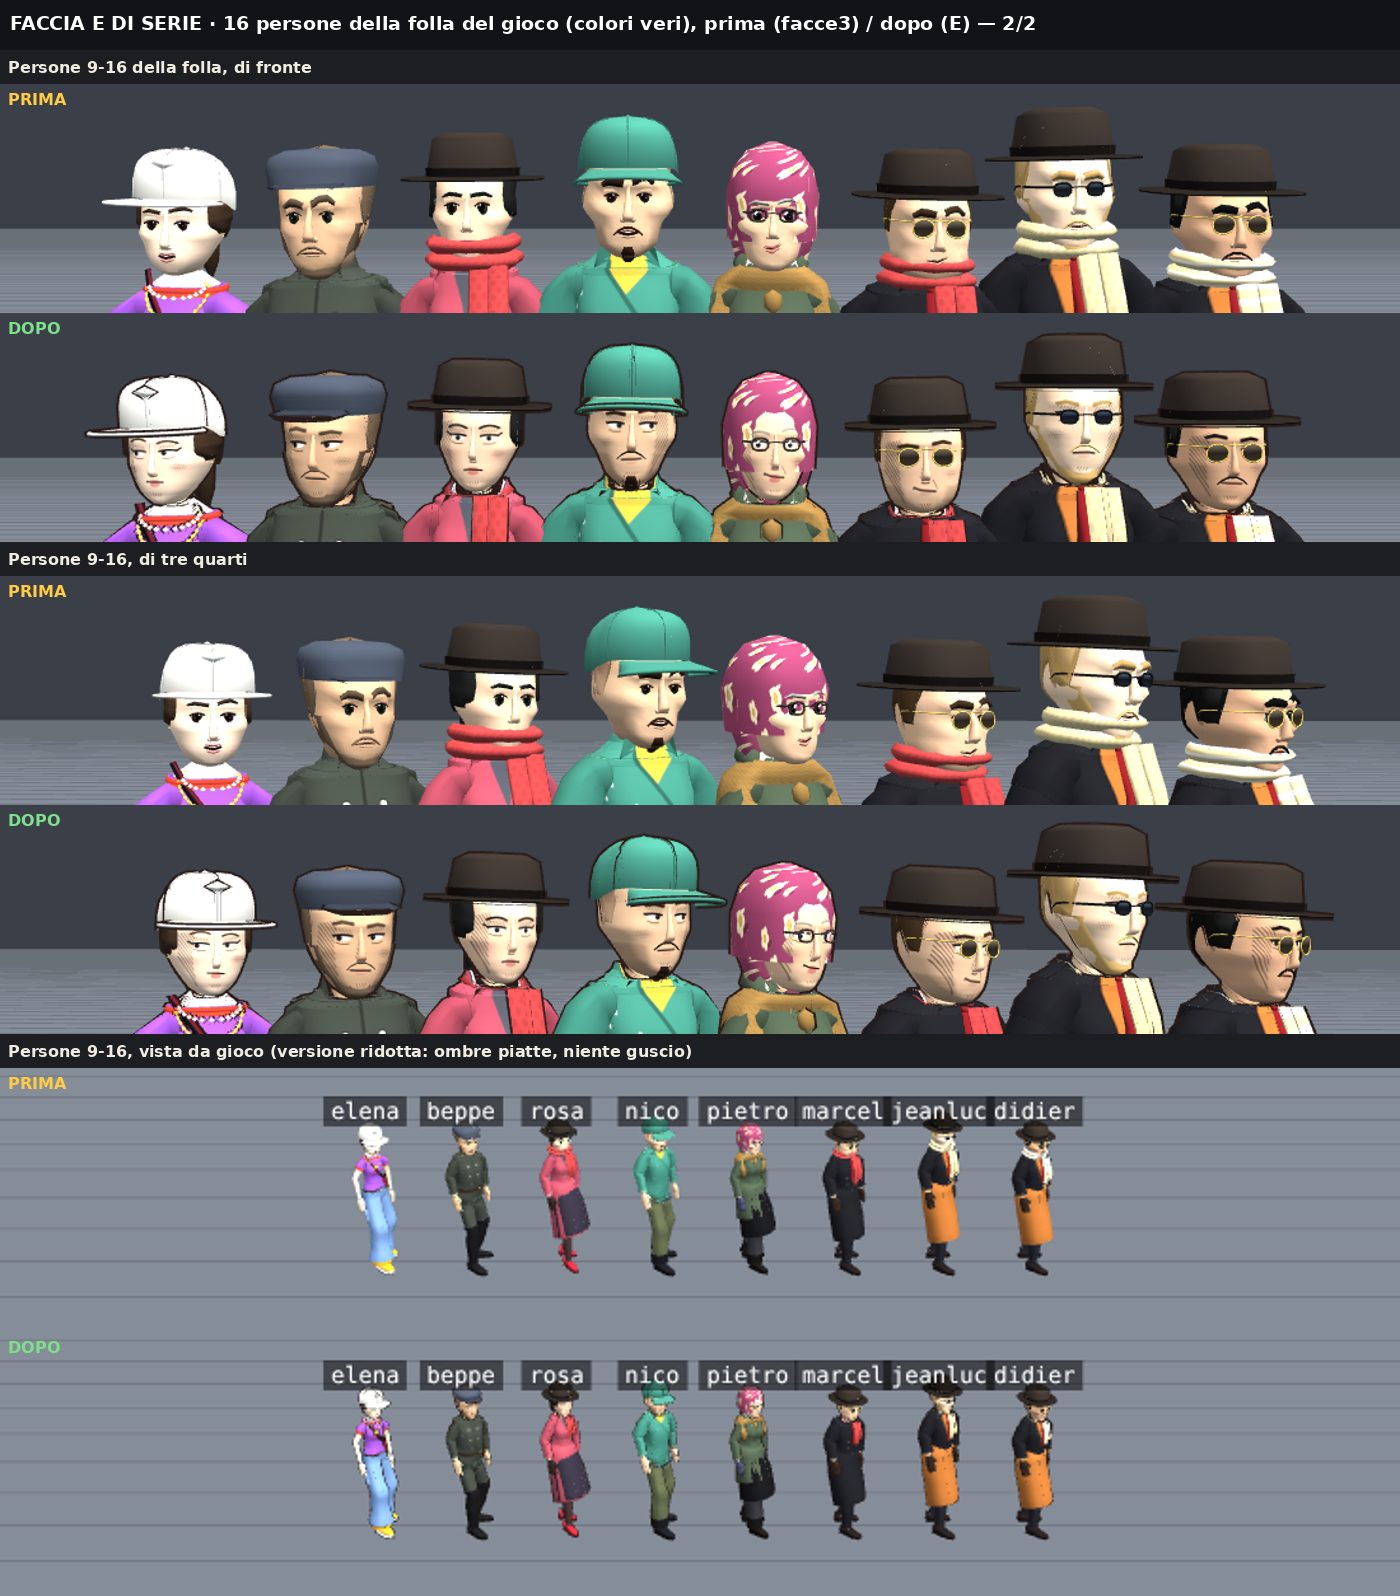 FACCIA E DI SERIE · 16 persone della folla del gioco (colori veri), prima (facce3) / dopo (E) — 2/2
Persone 9-16 della folla, di fronte
PRIMA
DOPO
Persone 9-16, di tre quarti
PRIMA
DOPO
Persone 9-16, vista da gioco (versione ridotta: ombre piatte, niente guscio)
PRIMA
elena beppe rosa nico pietro marcel jeanluc didier
DOPO
elena beppe rosa nico pietro marcel jeanluc didier